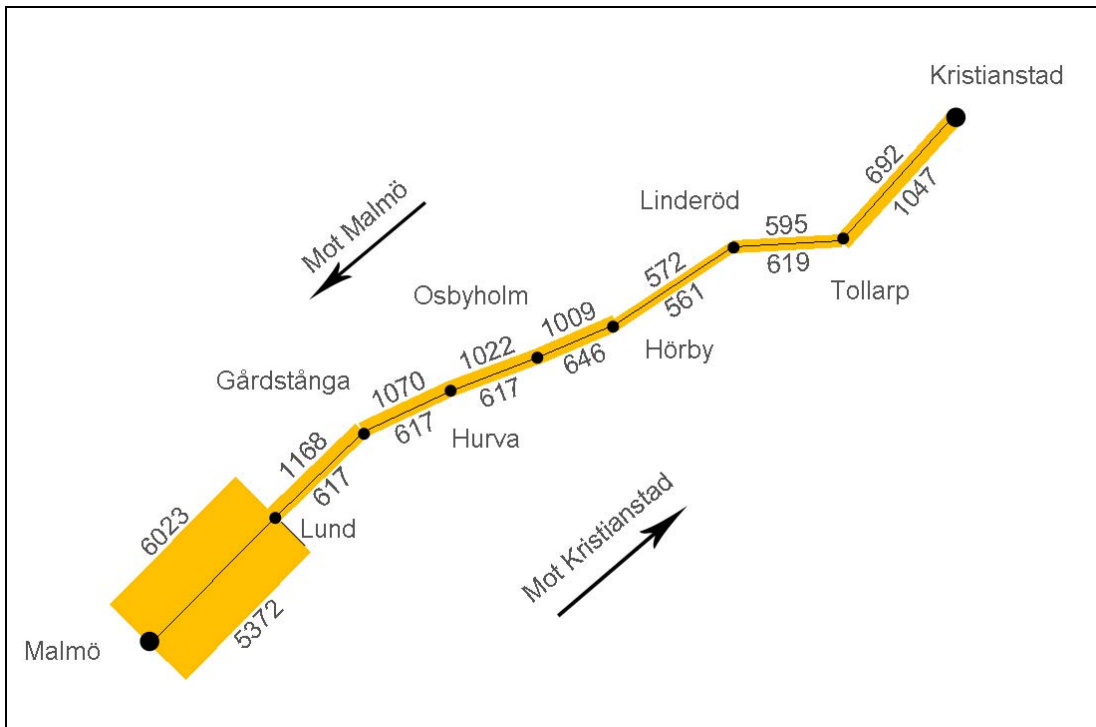 Kristianstad
692
1047
Linderöd
595
619
Tollarp
Mot Malmö
572
561
Osbyholm
1009
646
Hörby
1022
617
Gårdstånga
1070
617
Hurva
1168
617
Lund
Mot Kristianstad
6023
5372
Malmö